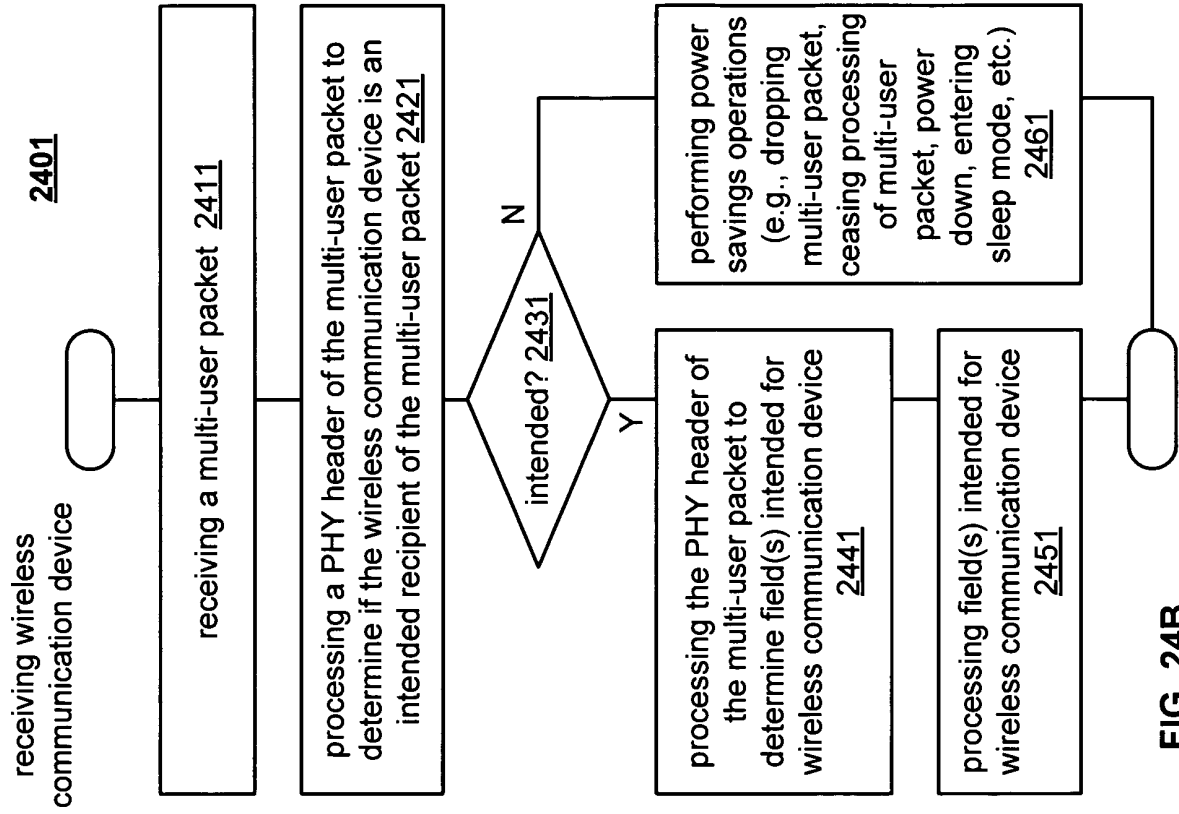 receiving wireless
communication device
2401
receiving a multi-user packet 2411
processing a PHY header of the multi-user packet to
determine if the wireless communication device is an
intended recipient of the multi-user packet 2421
intended? 2431
N
Y
processing the PHY header of
the multi-user packet to
determine field(s) intended for
wireless communication device
2441
processing field(s) intended for
wireless communication device
2451
performing power
savings operations
(e.g., dropping
multi-user packet,
ceasing processing
of multi-user
packet, power
down, entering
sleep mode, etc.)
2461
FIG. 24B